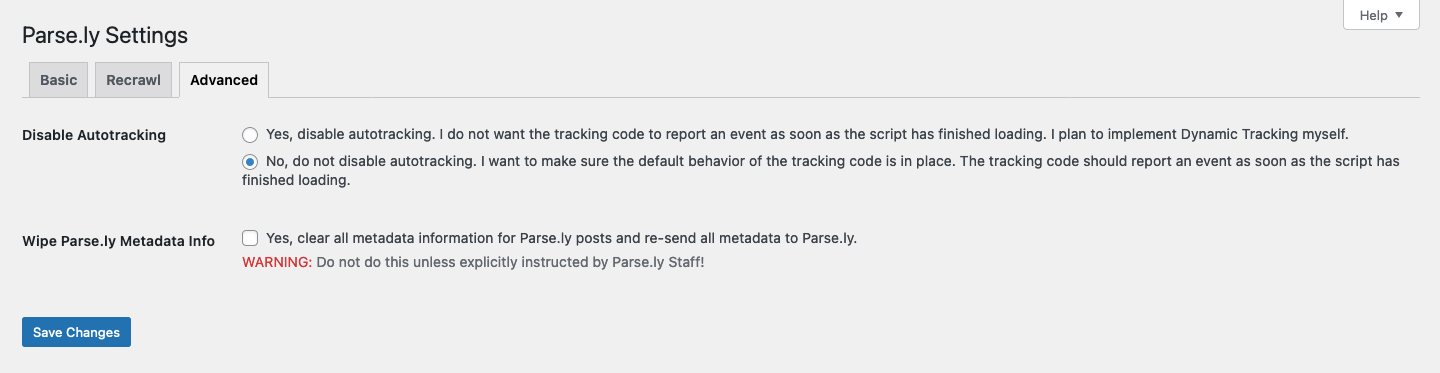 Help
Parse.ly Settings
Basic
Recrawl
Advanced
Disable Autotracking
Yes, disable autotracking. I do not want the tracking code to report an event as soon as the script has finished loading. I plan to implement Dynamic Tracking myself.
No, do not disable autotracking. I want to make sure the default behavior of the tracking code is in place. The tracking code should report an event as soon as the script has
finished loading.
Wipe Parse.ly Metadata Info
Yes, clear all metadata information for Parse.ly posts and re-send all metadata to Parse.ly.
WARNING: Do not do this unless explicitly instructed by Parse.ly Staff!
Save Changes